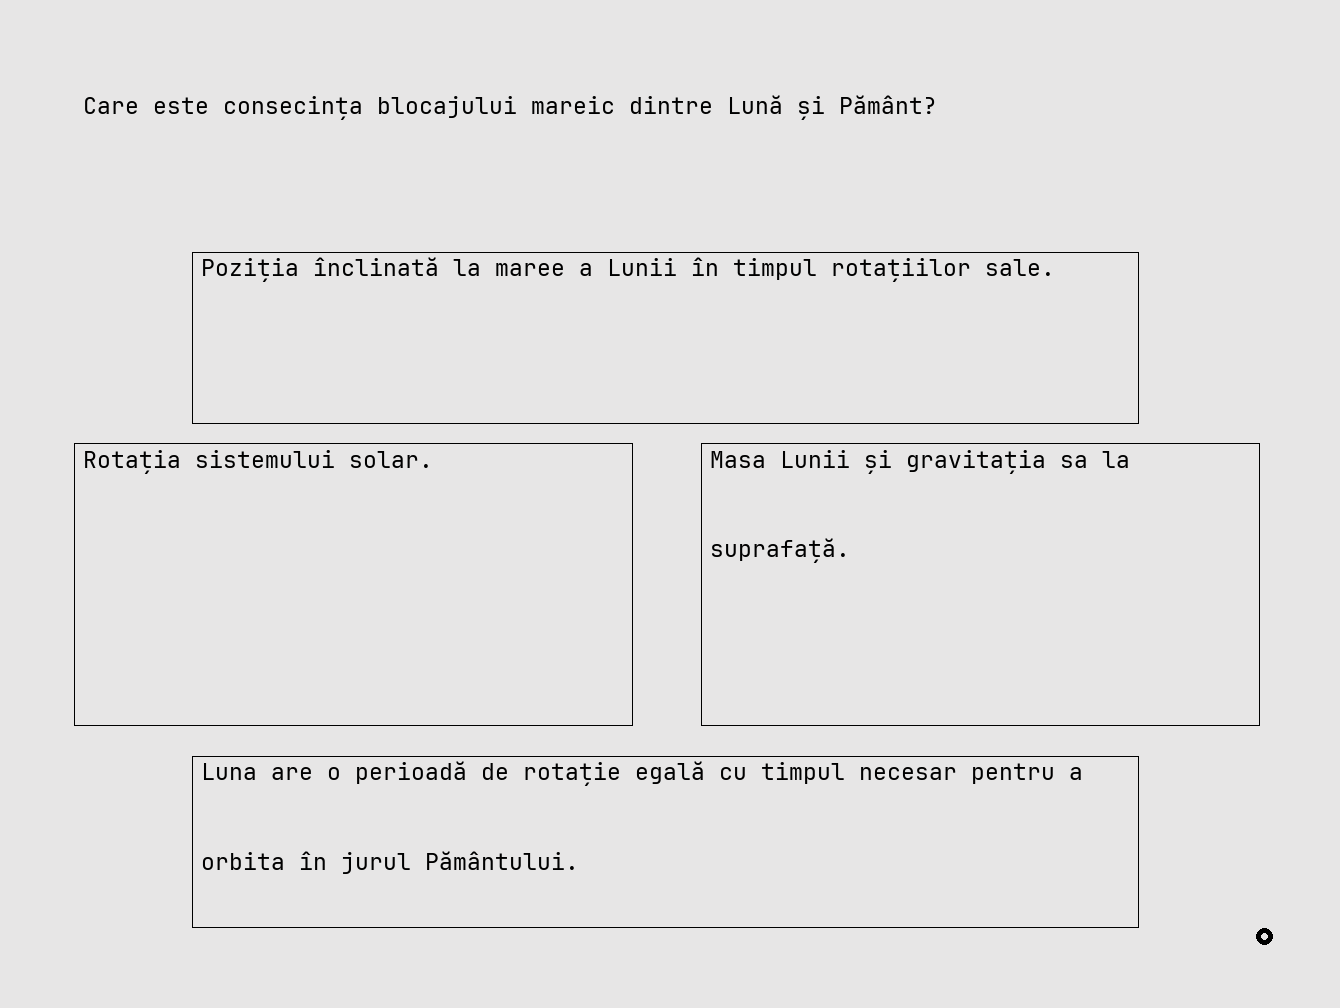 Care este consecința blocajului mareic dintre Lună și Pământ?
Poziția înclinată la maree a Lunii în timpul rotațiilor sale.
Rotația sistemului solar.
Masa Lunii și gravitația sa la
suprafață.
Luna are o perioadă de rotație egală cu timpul necesar pentru a
orbita în jurul Pământului.